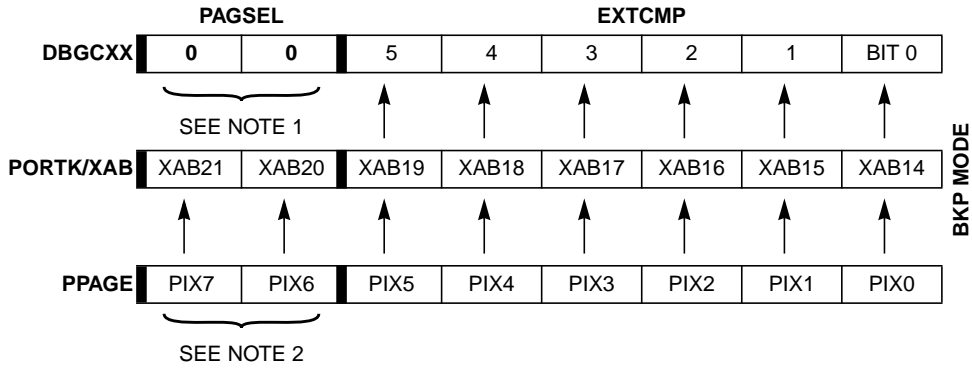 PAGSEL EXTCMP
DBGCXX 0 0 5 4 3 2 1 BIT 0
SEE NOTE 1
PORTK/XAB XAB21 XAB20 XAB19 XAB18 XAB17 XAB16 XAB15 XAB14
BKP MODE
PPAGE PIX7 PIX6 PIX5 PIX4 PIX3 PIX2 PIX1 PIX0
SEE NOTE 2